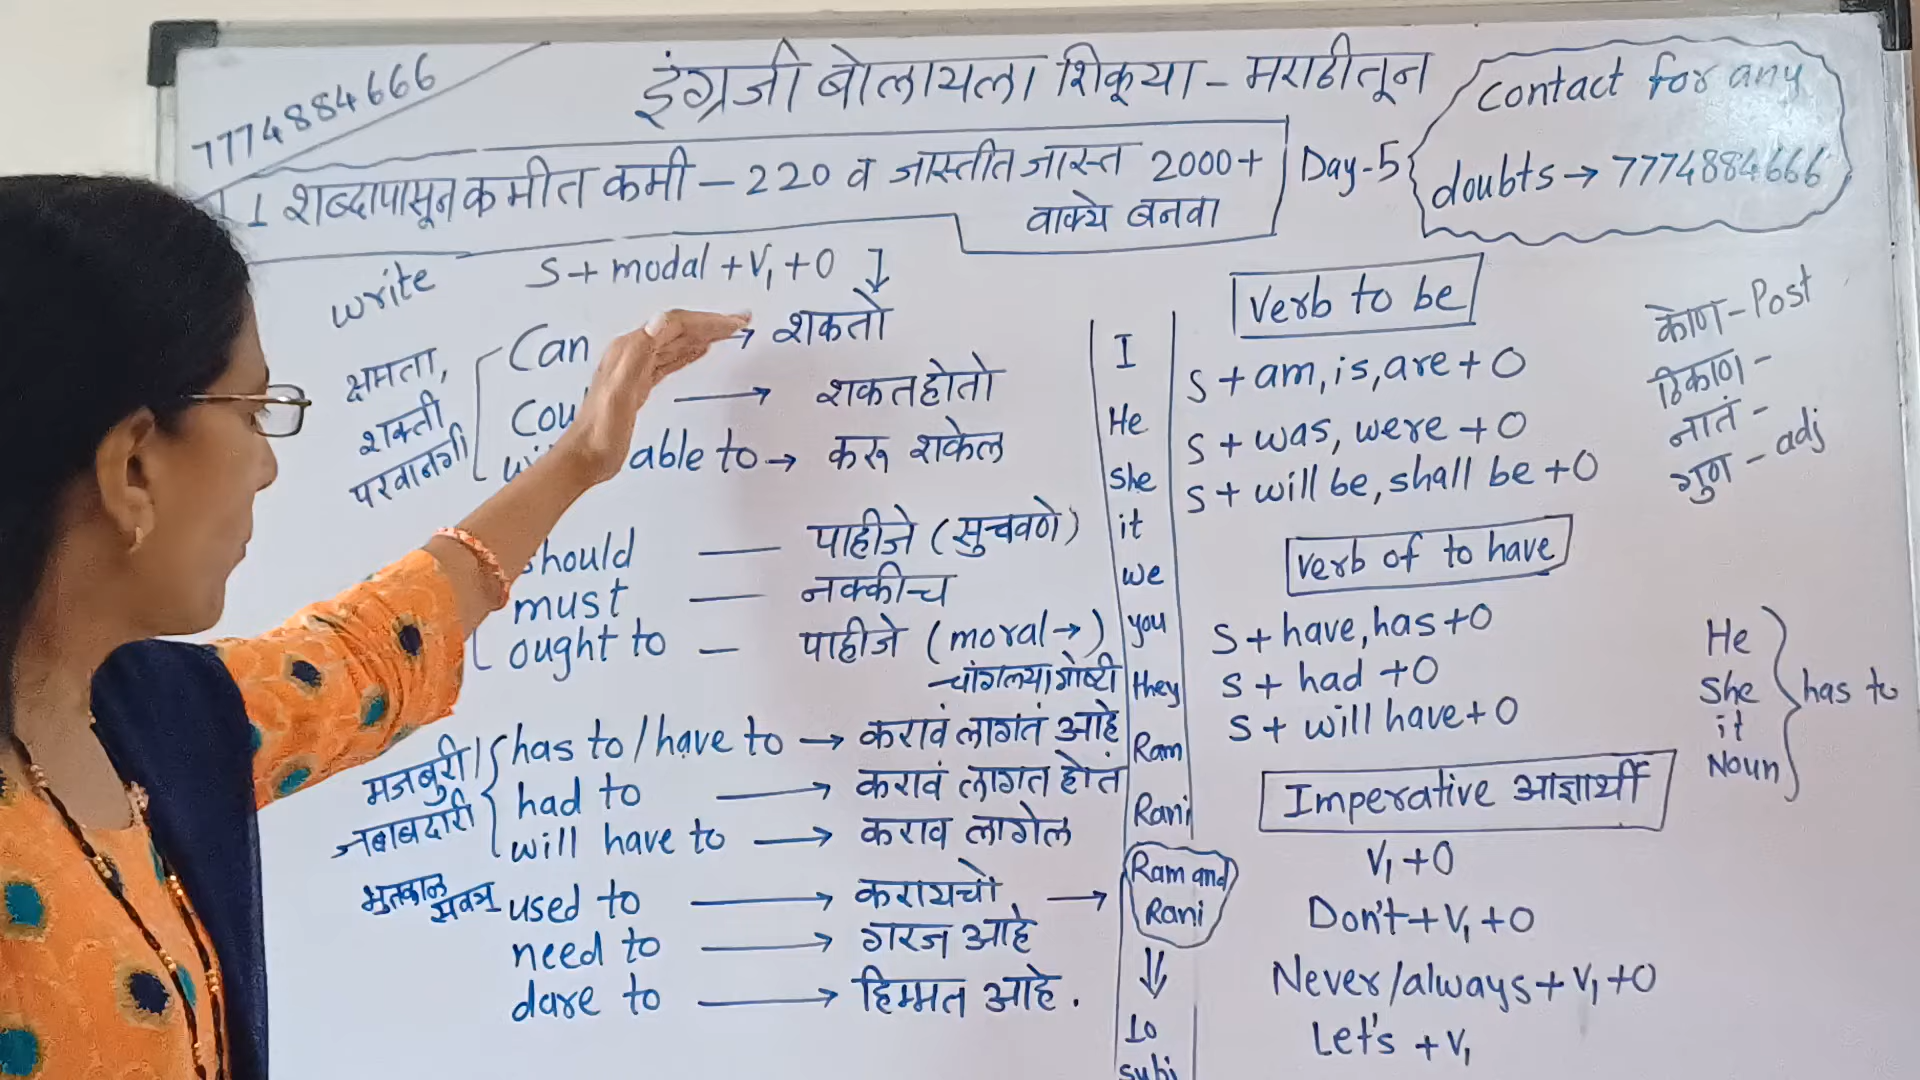 7774884666
इंग्रजी बोलायला शिकूया - मराठीतून
1 शब्दापासून कमीत कमी - 220 व जास्तीत जास्त 2000+
वाक्ये बनवा
Day-5
Contact for any
doubts → 7774884666
write
S + modal + V₁ + O ↓
क्षमता,
शक्ती
परवानगी
Can → शकतो
→ शकत होतो
able to → करू शकेल
should — पाहीजे (सुचवणे)
must — नक्कीच
ought to — पाहीजे (moral →)
चांगल्या गोष्टी
मजबुरी/
जबाबदारी
has to / have to → करावं लागतं आहे
had to → करावं लागत होतं
will have to → कराव लागेल
भुतकाळ
used to → करायचो →
need to → गरज आहे
dare to → हिम्मत आहे.
I
He
She
it
we
you
they
Ram
Rani
Ram and
Rani
⇓
10
subj
Verb to be
S + am, is, are + O
S + was, were + O
S + will be, shall be + O
Verb of to have
S + have, has + O
S + had + O
S + will have + O
Imperative आज्ञार्थी
V₁ + O
Don't + V₁ + O
Never/always + V₁ + O
Let's + V₁
कोण - Post
ठिकाण -
नातं -
गुण - adj
He
She
it
Noun
has to